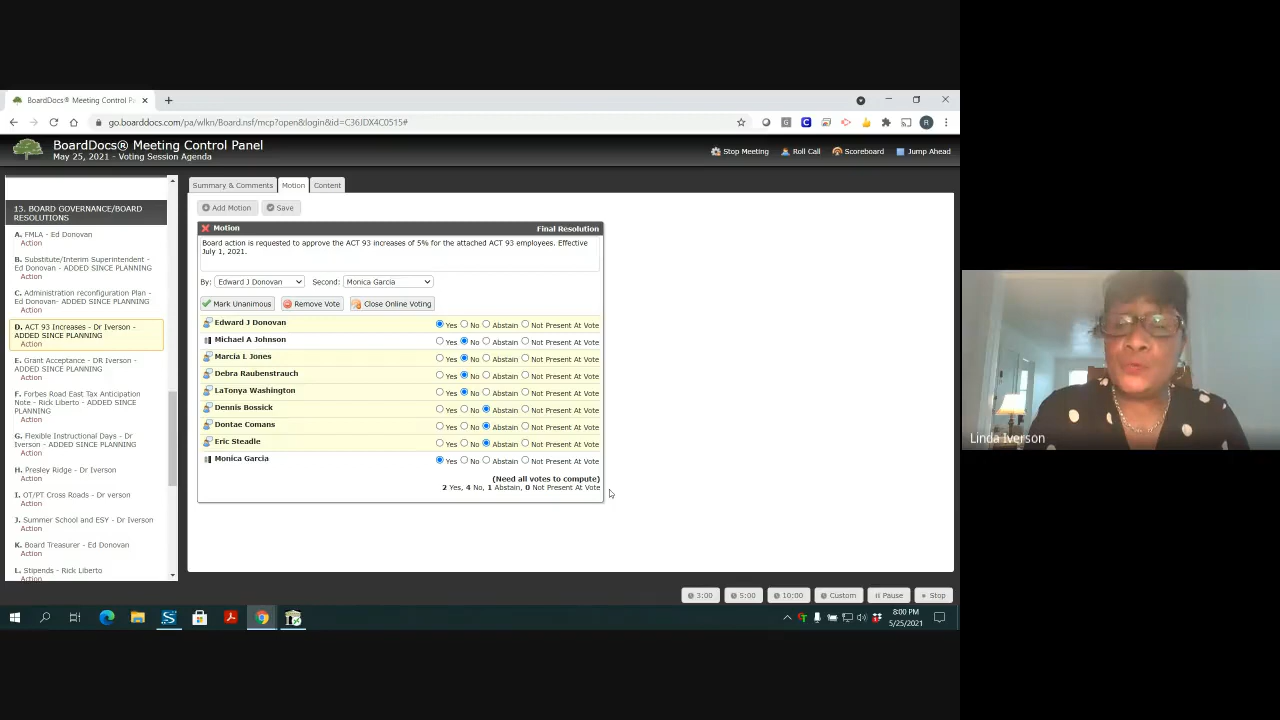 BoardDocs® Meeting Control Pa
go.boarddocs.com/pa/wlkn/Board.nsf/mcp?open&login&id=C36JDX4C0515#
BoardDocs® Meeting Control Panel
May 25, 2021 - Voting Session Agenda
Stop Meeting Roll Call Scoreboard Jump Ahead
13. BOARD GOVERNANCE/BOARD
RESOLUTIONS
A. FMLA - Ed Donovan
Action
B. Substitute/Interim Superintendent -
Ed Donovan - ADDED SINCE PLANNING
Action
C. Administration reconfiguration Plan -
Ed Donovan- ADDED SINCE PLANNING
Action
D. ACT 93 Increases - Dr Iverson -
ADDED SINCE PLANNING
Action
E. Grant Acceptance - DR Iverson -
ADDED SINCE PLANNING
Action
F. Forbes Road East Tax Anticipation
Note - Rick Liberto - ADDED SINCE
PLANNING
Action
G. Flexible Instructional Days - Dr
Iverson - ADDED SINCE PLANNING
Action
H. Presley Ridge - Dr Iverson
Action
I. OT/PT Cross Roads - Dr verson
Action
J. Summer School and ESY - Dr Iverson
Action
K. Board Treasurer - Ed Donovan
Action
L. Stipends - Rick Liberto
Action
Summary & Comments Motion Content
Add Motion Save
Motion Final Resolution
Board action is requested to approve the ACT 93 increases of 5% for the attached ACT 93 employees. Effective
July 1, 2021.
By: Edward J Donovan Second: Monica Garcia
Mark Unanimous Remove Vote Close Online Voting
Edward J Donovan Yes No Abstain Not Present At Vote
Michael A Johnson Yes No Abstain Not Present At Vote
Marcia L Jones Yes No Abstain Not Present At Vote
Debra Raubenstrauch Yes No Abstain Not Present At Vote
LaTonya Washington Yes No Abstain Not Present At Vote
Dennis Bossick Yes No Abstain Not Present At Vote
Dontae Comans Yes No Abstain Not Present At Vote
Eric Steadle Yes No Abstain Not Present At Vote
Monica Garcia Yes No Abstain Not Present At Vote
(Need all votes to compute)
2 Yes, 4 No, 1 Abstain, 0 Not Present At Vote
3:00 5:00 10:00 Custom Pause Stop
8:00 PM
5/25/2021
Linda Iverson